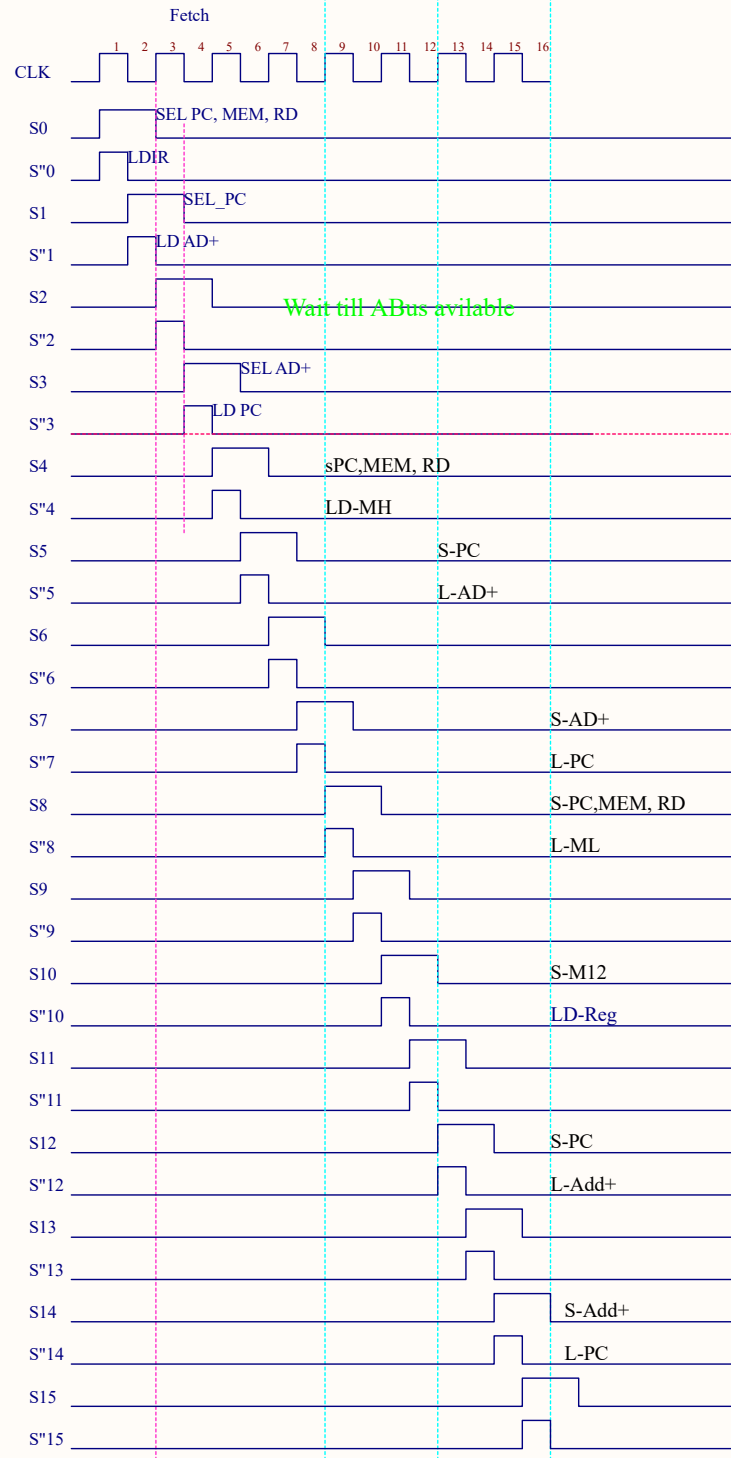 Fetch
1 2 3 4 5 6 7 8 9 10 11 12 13 14 15 16
CLK
S0 SEL PC, MEM, RD
S"0 LDIR
S1 SEL_PC
S"1 LD AD+
S2 Wait till ABus avilable
S"2
S3 SEL AD+
S"3 LD PC
S4 sPC,MEM, RD
S"4 LD-MH
S5 S-PC
S"5 L-AD+
S6
S"6
S7 S-AD+
S"7 L-PC
S8 S-PC,MEM, RD
S"8 L-ML
S9
S"9
S10 S-M12
S"10 LD-Reg
S11
S"11
S12 S-PC
S"12 L-Add+
S13
S"13
S14 S-Add+
S"14 L-PC
S15
S"15